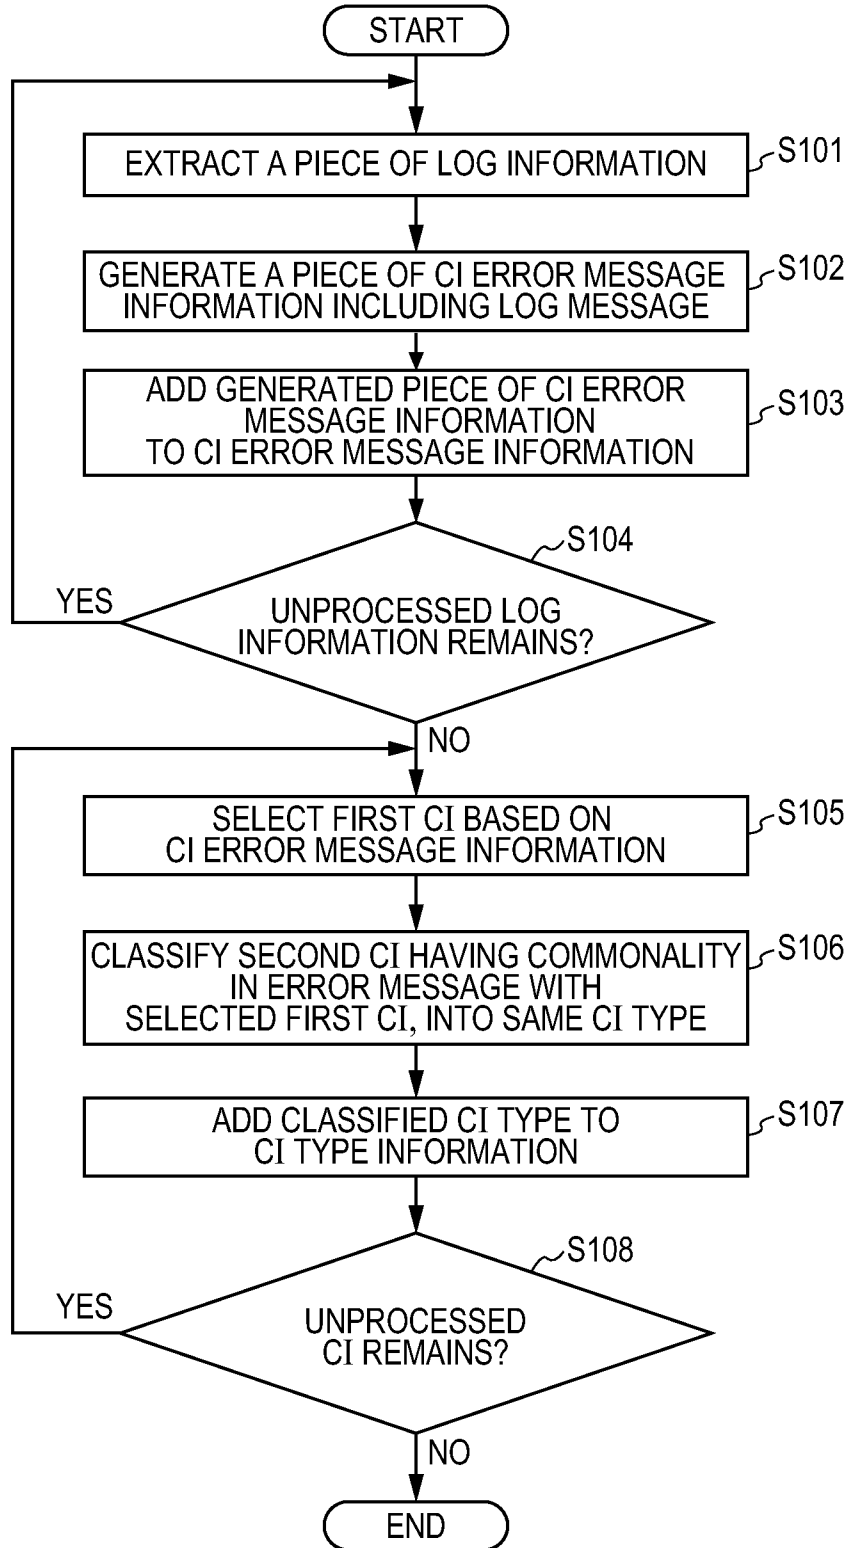 START
EXTRACT A PIECE OF LOG INFORMATION
S101
GENERATE A PIECE OF CI ERROR MESSAGE
INFORMATION INCLUDING LOG MESSAGE
S102
ADD GENERATED PIECE OF CI ERROR
MESSAGE INFORMATION
TO CI ERROR MESSAGE INFORMATION
S103
S104
YES
UNPROCESSED LOG
INFORMATION REMAINS?
NO
SELECT FIRST CI BASED ON
CI ERROR MESSAGE INFORMATION
S105
CLASSIFY SECOND CI HAVING COMMONALITY
IN ERROR MESSAGE WITH
SELECTED FIRST CI, INTO SAME CI TYPE
S106
ADD CLASSIFIED CI TYPE TO
CI TYPE INFORMATION
S107
S108
YES
UNPROCESSED
CI REMAINS?
NO
END